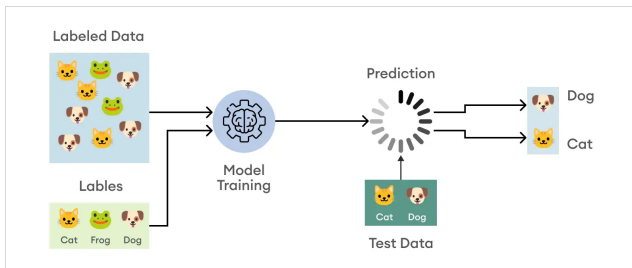 Labeled Data
Prediction
Dog
Cat
Model
Training
Lables
Cat Frog Dog
Cat Dog
Test Data